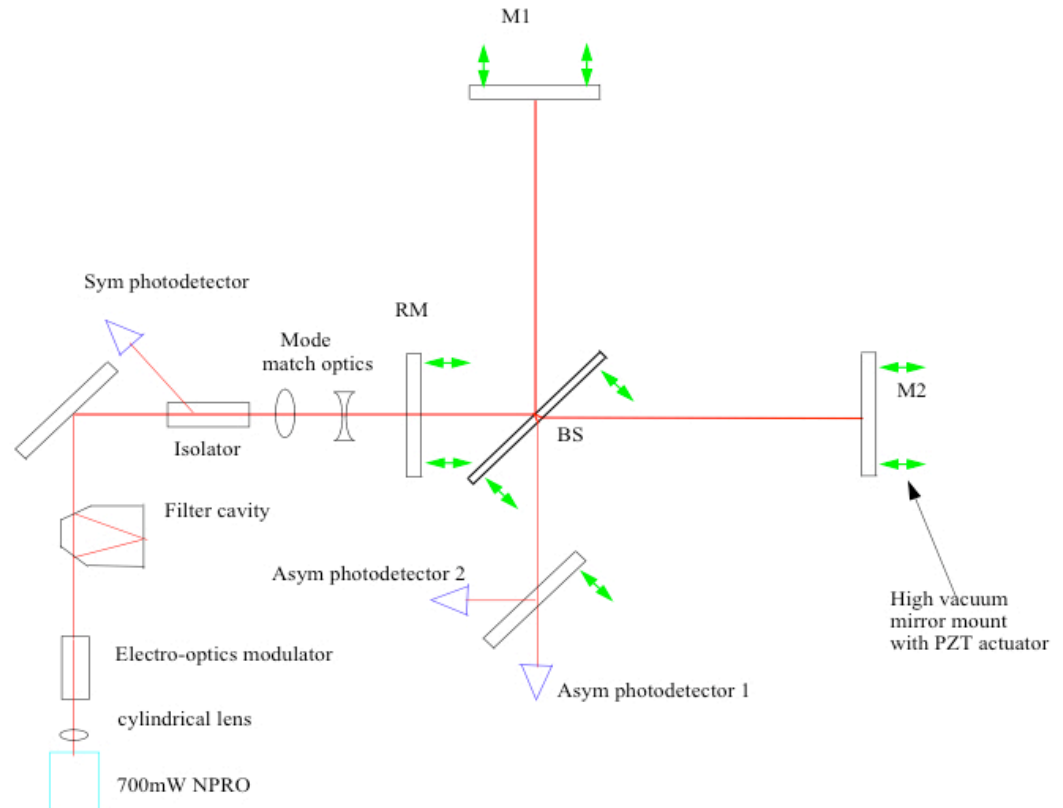 M1
Sym photodetector
RM
Mode
match optics
M2
BS
Isolator
Filter cavity
Asym photodetector 2
High vacuum
mirror mount
with PZT actuator
Electro-optics modulator
Asym photodetector 1
cylindrical lens
700mW NPRO